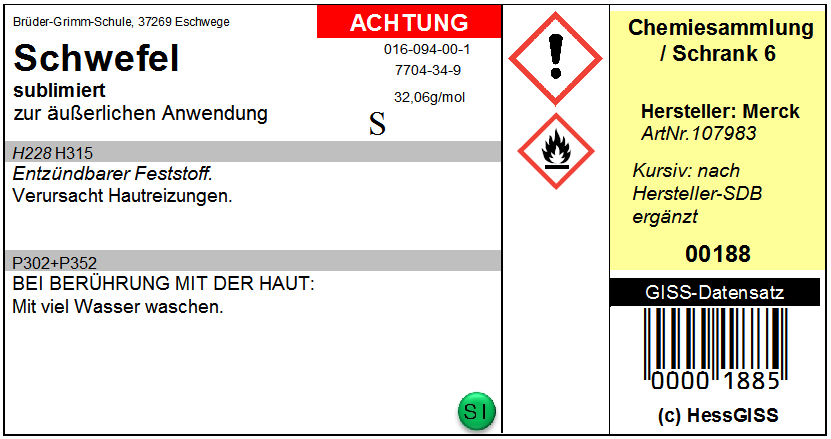 Brüder-Grimm-Schule, 37269 Eschwege
ACHTUNG
Schwefel
016-094-00-1
7704-34-9
sublimiert
32,06g/mol
zur äußerlichen Anwendung
S
H228 H315
Entzündbarer Feststoff.
Verursacht Hautreizungen.
P302+P352
BEI BERÜHRUNG MIT DER HAUT:
Mit viel Wasser waschen.
SI
Chemiesammlung
/ Schrank 6
Hersteller: Merck
ArtNr.107983
Kursiv: nach
Hersteller-SDB
ergänzt
00188
GISS-Datensatz
0000 1885
(c) HessGISS